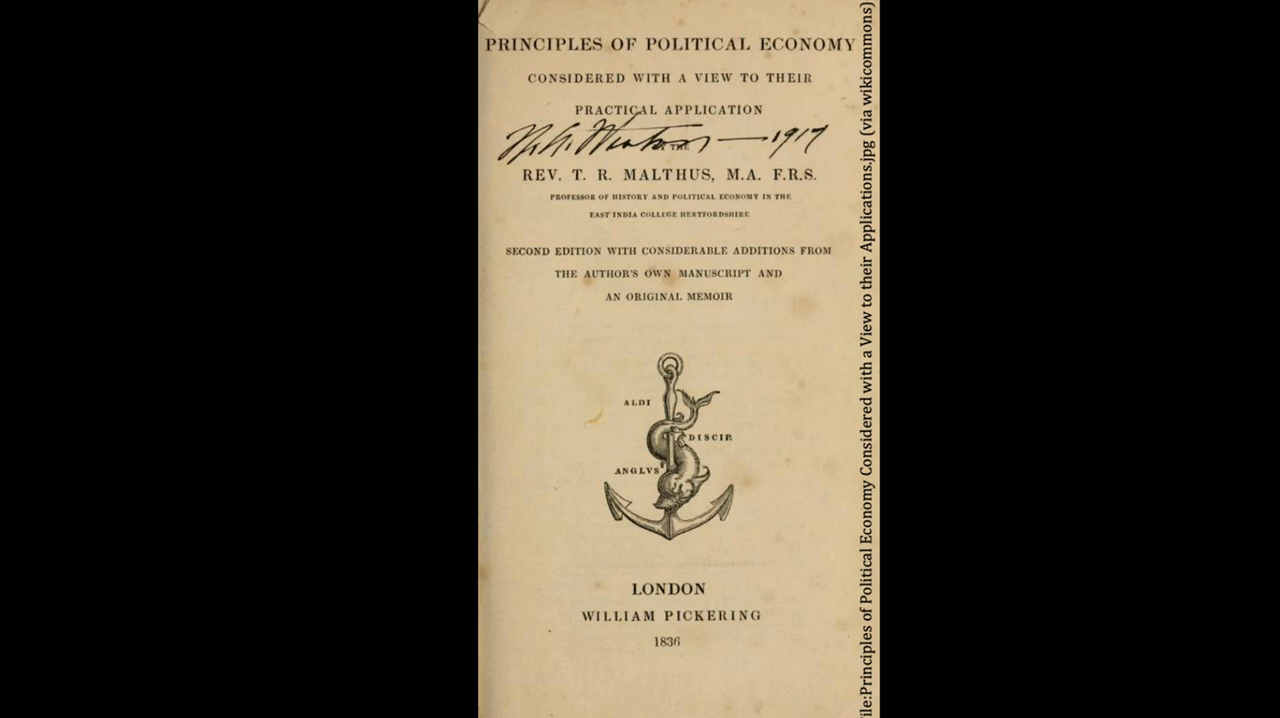 PRINCIPLES OF POLITICAL ECONOMY
CONSIDERED WITH A VIEW TO THEIR
PRACTICAL APPLICATION
1917
THE
REV. T. R. MALTHUS, M.A. F.R.S.
PROFESSOR OF HISTORY AND POLITICAL ECONOMY IN THE
EAST INDIA COLLEGE HERTFORDSHIRE
SECOND EDITION WITH CONSIDERABLE ADDITIONS FROM
THE AUTHOR'S OWN MANUSCRIPT AND
AN ORIGINAL MEMOIR
ALDI
DISCIP.
ANGLVS
LONDON
WILLIAM PICKERING
1836
ile:Principles of Political Economy Considered with a View to their Applications.jpg (via wikicommons)